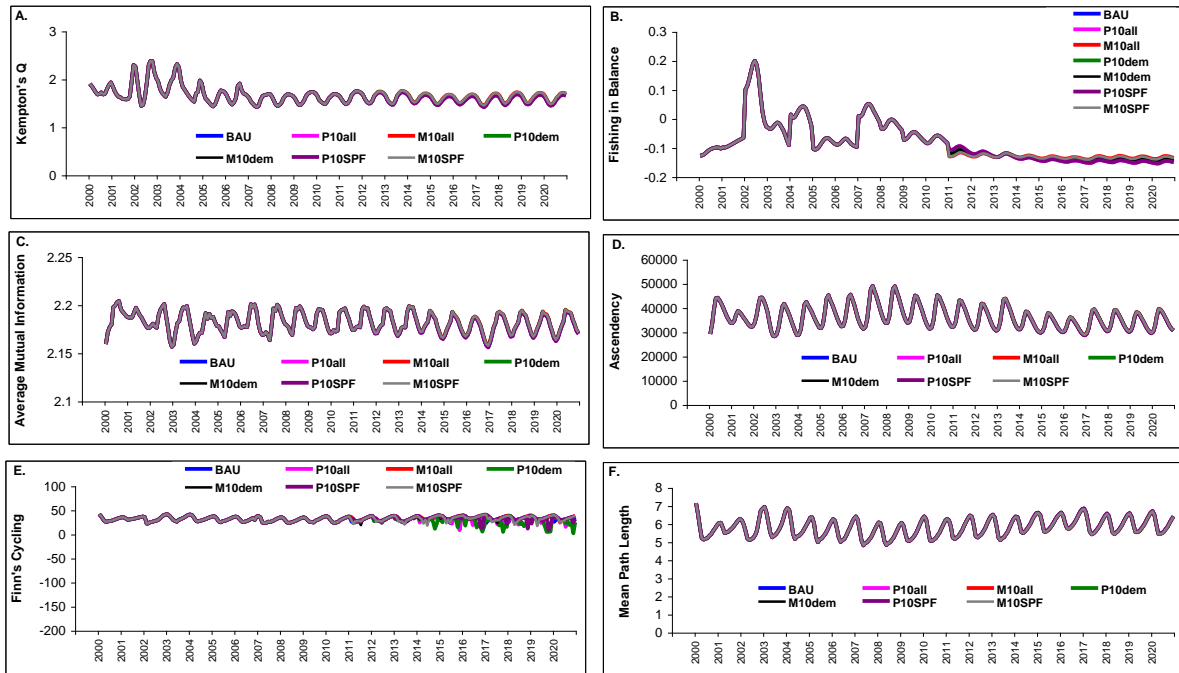 A.
Kempton's Q
3
2
1
0
BAU P10all M10all P10dem
M10dem P10SPF M10SPF
2000 2001 2002 2003 2004 2005 2006 2007 2008 2009 2010 2011 2012 2013 2014 2015 2016 2017 2018 2019 2020
B.
Fishing in Balance
0.3
0.2
0.1
0
-0.1
-0.2
BAU
P10all
M10all
P10dem
M10dem
P10SPF
M10SPF
2000 2001 2002 2003 2004 2005 2006 2007 2008 2009 2010 2011 2012 2013 2014 2015 2016 2017 2018 2019 2020
C.
Average Mutual Information
2.25
2.2
2.15
2.1
BAU P10all M10all P10dem
M10dem P10SPF M10SPF
2000 2001 2002 2003 2004 2005 2006 2007 2008 2009 2010 2011 2012 2013 2014 2015 2016 2017 2018 2019 2020
D.
Ascendency
60000
50000
40000
30000
20000
10000
0
BAU P10all M10all P10dem
M10dem P10SPF M10SPF
2000 2001 2002 2003 2004 2005 2006 2007 2008 2009 2010 2011 2012 2013 2014 2015 2016 2017 2018 2019 2020
E.
Finn's Cycling
BAU P10all M10all P10dem
M10dem P10SPF M10SPF
100
50
0
-50
-100
-150
-200
2000 2001 2002 2003 2004 2005 2006 2007 2008 2009 2010 2011 2012 2013 2014 2015 2016 2017 2018 2019 2020
F.
Mean Path Length
8
7
6
5
4
3
2
1
0
BAU P10all M10all P10dem
M10dem P10SPF M10SPF
2000 2001 2002 2003 2004 2005 2006 2007 2008 2009 2010 2011 2012 2013 2014 2015 2016 2017 2018 2019 2020